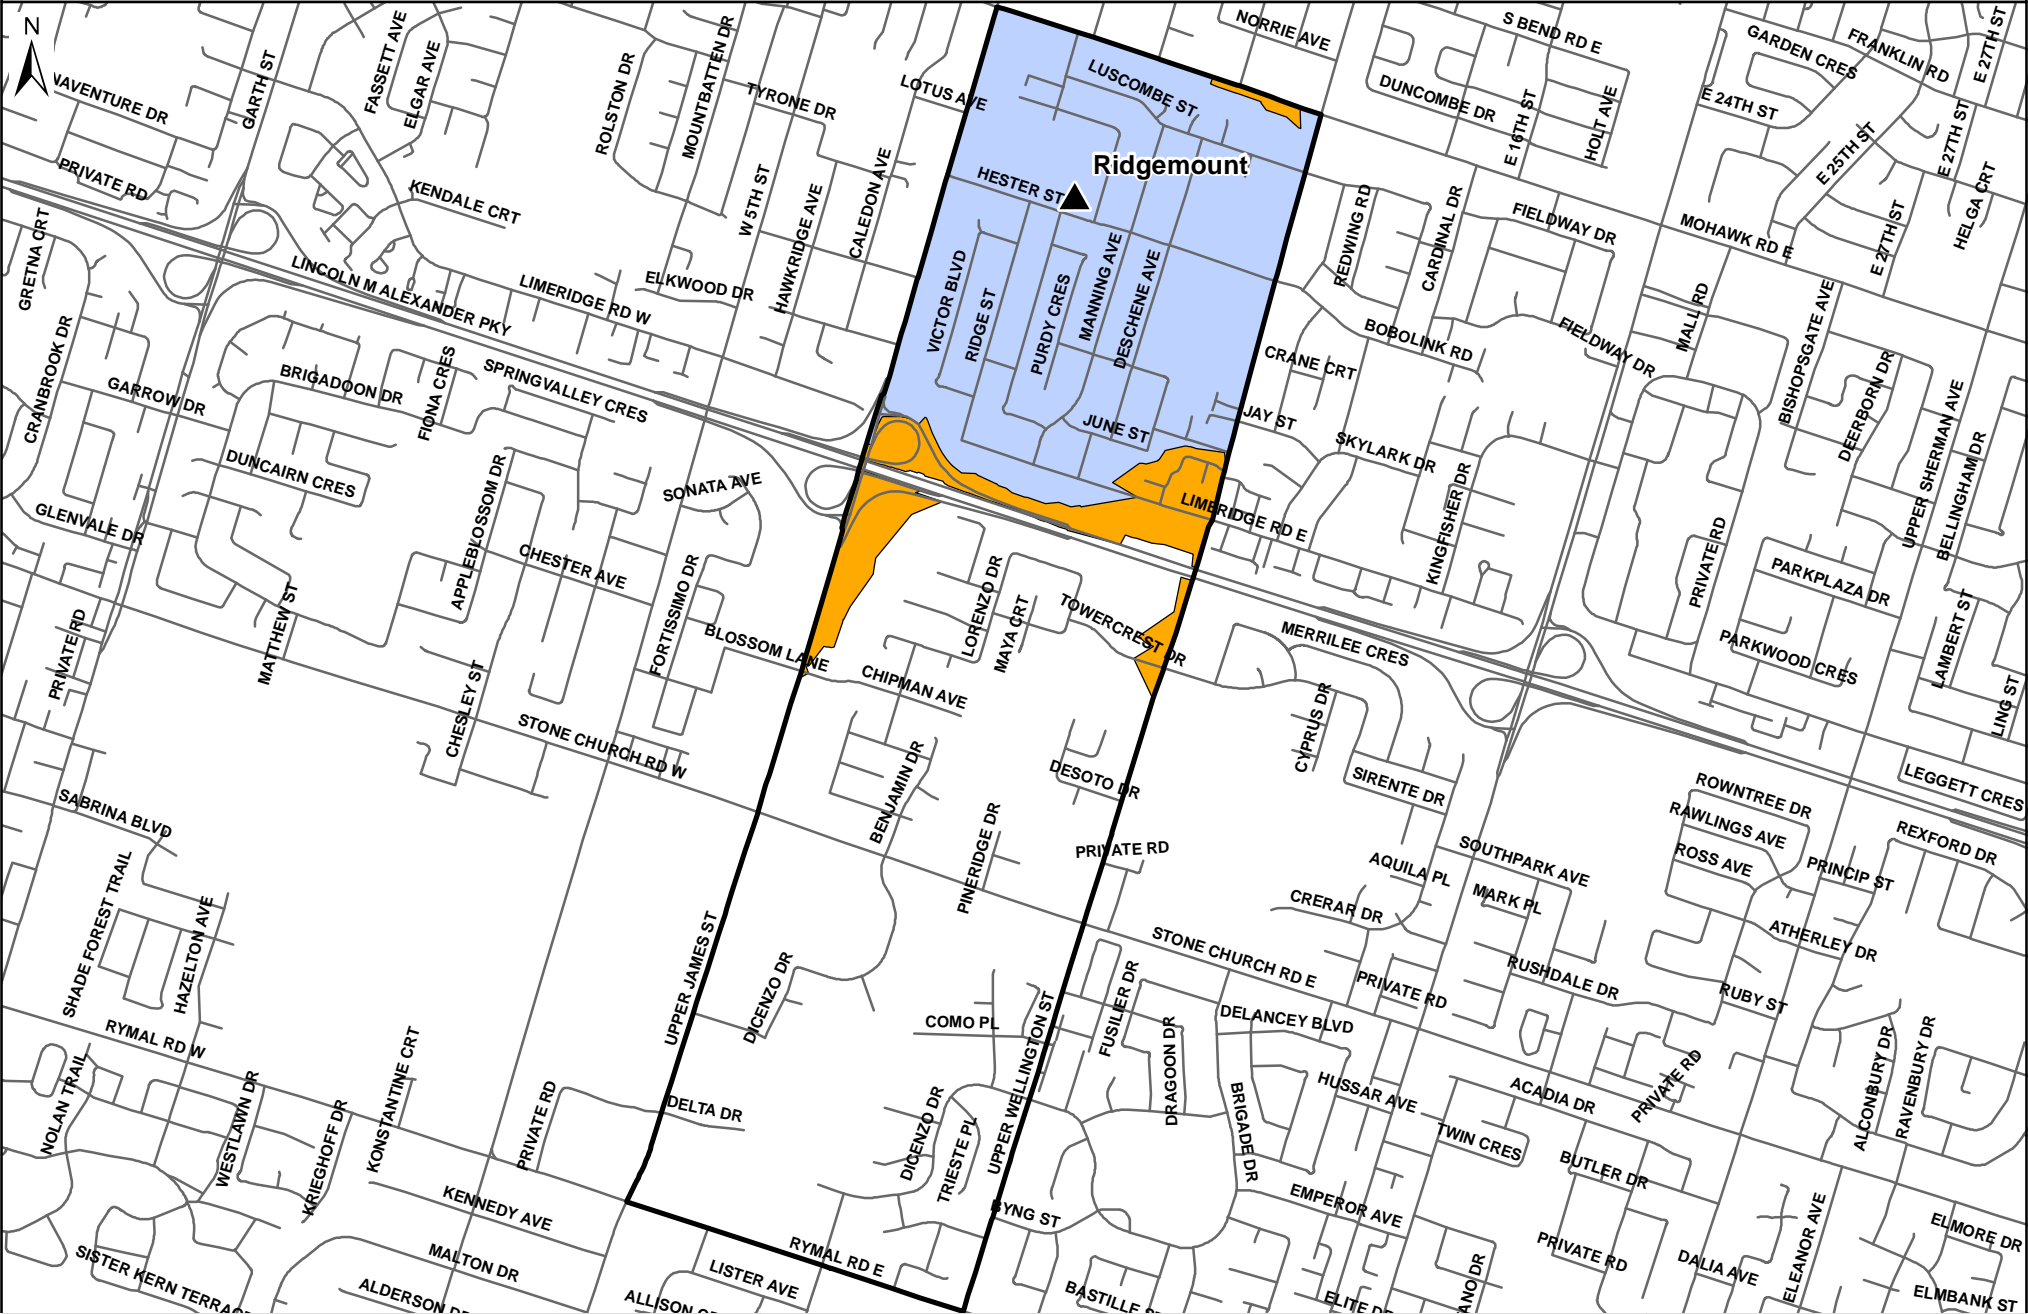 N
NORRIE AVE
S BEND RD E
GARDEN CRES
FRANKLIN RD
E 27TH ST
NAVENTURE DR
GARTH ST
FASSETT AVE
ELGAR AVE
ROLSTON DR
MOUNTBATTEN DR
TYRONE DR
LOTUS AVE
LUSCOMBE ST
DUNCOMBE DR
E 16TH ST
HOLT AVE
E 24TH ST
E 25TH ST
E 27TH ST
PRIVATE RD
KENDALE CRT
W 5TH ST
HAWKRIDGE AVE
CALEDON AVE
HESTER ST
Ridgemount
REDWING RD
CARDINAL DR
FIELDWAY DR
MOHAWK RD E
E 27TH ST
HELGA CRT
GRETNA CRT
LINCOLN M ALEXANDER PKY
LIMERIDGE RD W
ELKWOOD DR
VICTOR BLVD
RIDGE ST
PURDY CRES
MANNING AVE
DESCHENE AVE
BOBOLINK RD
FIELDWAY DR
MALL RD
BISHOPSGATE AVE
CRANBROOK DR
GARROW DR
BRIGADOON DR
FIONA CRES
SPRINGVALLEY CRES
CRANE CRT
JAY ST
JUNE ST
SKYLARK DR
DEERBORN DR
UPPER SHERMAN AVE
BELLINGHAM DR
DUNCAIRN CRES
APPLEBLOSSOM DR
SONATA AVE
LIMERIDGE RD E
KINGFISHER DR
PRIVATE RD
GLENVALE DR
CHESTER AVE
FORTISSIMO DR
LORENZO DR
MAYA CRT
TOWERCREST DR
MERRILEE CRES
PARKPLAZA DR
PARKWOOD CRES
LAMBERT ST
LING ST
PRIVATE RD
MATTHEW ST
CHESLEY ST
BLOSSOM LANE
CHIPMAN AVE
CYPRUS DR
STONE CHURCH RD W
BENJAMIN DR
DESOTO DR
SIRENTE DR
ROWNTREE DR
LEGGETT CRES
RAWLINGS AVE
REXFORD DR
SABRINA BLVD
PINERIDGE DR
PRIVATE RD
AQUILA PL
SOUTHPARK AVE
ROSS AVE
PRINCIP ST
SHADE FOREST TRAIL
HAZELTON AVE
UPPER JAMES ST
DICENZO DR
CRERAR DR
MARK PL
ATHERLEY DR
STONE CHURCH RD E
PRIVATE RD
RUSHDALE DR
RUBY ST
RYMAL RD W
COMO PL
UPPER WELLINGTON ST
FUSILIER DR
DRAGOON DR
DELANCEY BLVD
NOLAN TRAIL
WESTLAWN DR
KRIEGHOFF DR
KONSTANTINE CRT
PRIVATE RD
DELTA DR
DICENZO DR
TRIESTE PL
BRIGADE DR
HUSSAR AVE
ACADIA DR
PRIVATE RD
ALCONBURY DR
RAVENBURY DR
TWIN CRES
BUTLER DR
KENNEDY AVE
BYNG ST
EMPEROR AVE
ELEANOR AVE
ELMORE DR
SISTER KERN TERRAC
MALTON DR
RYMAL RD E
PRIVATE RD
DALIA AVE
ALDERSON DR
LISTER AVE
ALLISON C
BASTILLE S
ELITE DR
ANO DR
ELMBANK ST